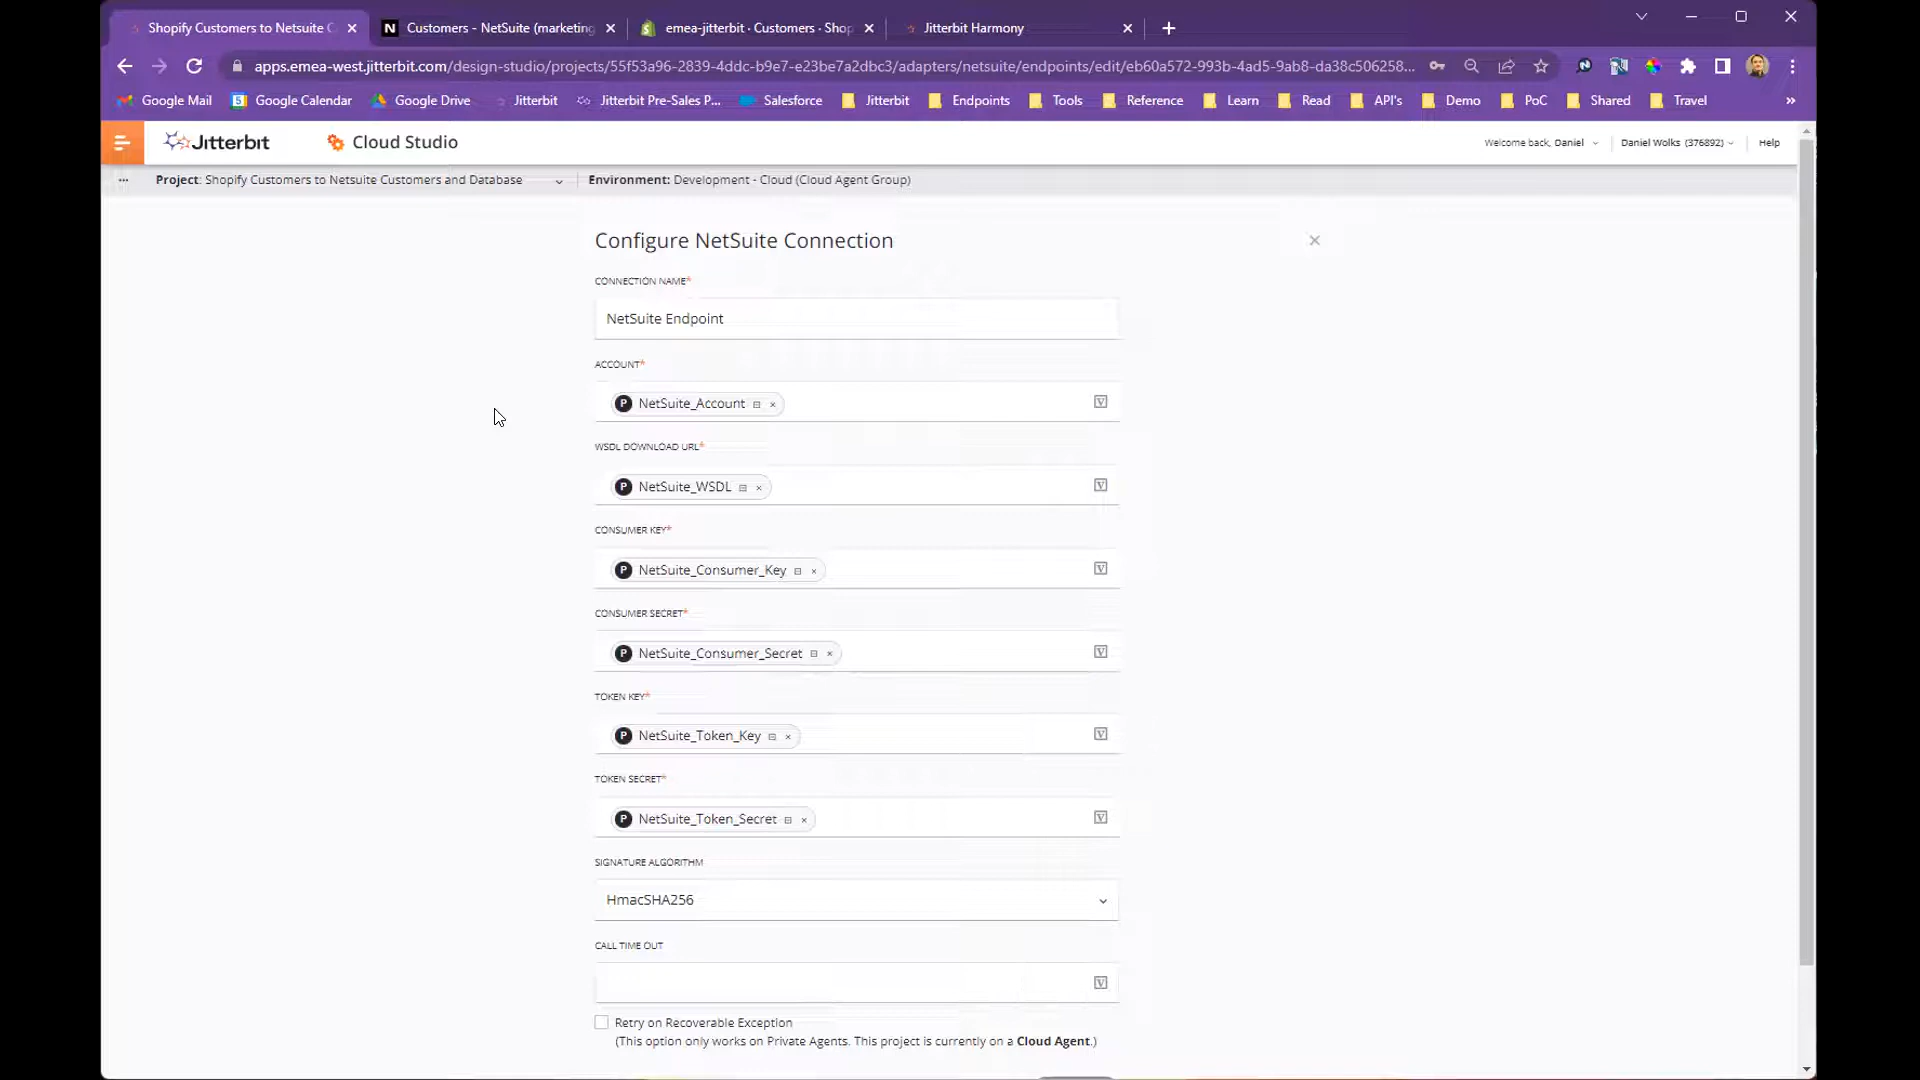 Shopify Customers to Netsuite C
Customers - NetSuite (marketing
emea-jitterbit · Customers · Shop
Jitterbit Harmony
apps.emea-west.jitterbit.com/design-studio/projects/55f53a96-2839-4ddc-b9e7-e23be7a2dbc3/adapters/netsuite/endpoints/edit/eb60a572-993b-4ad5-9ab8-da38c506258...
Google Mail
Google Calendar
Google Drive
Jitterbit
Jitterbit Pre-Sales P...
Salesforce
Jitterbit
Endpoints
Tools
Reference
Learn
Read
API's
Demo
PoC
Shared
Travel
»
Jitterbit
Cloud Studio
Welcome back, Daniel
Daniel Wolks (376892)
Help
... Project: Shopify Customers to Netsuite Customers and Database
Environment: Development - Cloud (Cloud Agent Group)
Configure NetSuite Connection
CONNECTION NAME*
NetSuite Endpoint
ACCOUNT*
P NetSuite_Account
WSDL DOWNLOAD URL*
P NetSuite_WSDL
CONSUMER KEY*
P NetSuite_Consumer_Key
CONSUMER SECRET*
P NetSuite_Consumer_Secret
TOKEN KEY*
P NetSuite_Token_Key
TOKEN SECRET*
P NetSuite_Token_Secret
SIGNATURE ALGORITHM
HmacSHA256
CALL TIME OUT
Retry on Recoverable Exception
(This option only works on Private Agents. This project is currently on a Cloud Agent.)